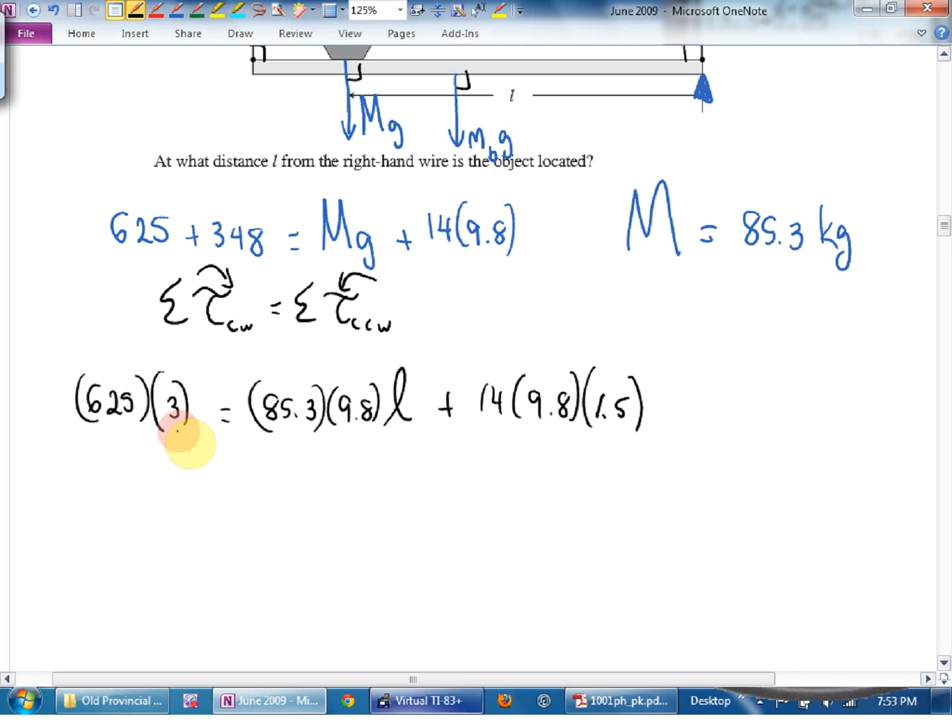 June 2009 - Microsoft OneNote
125%
File Home Insert Share Draw Review View Pages Add-Ins
l
Mg
m_b g
At what distance l from the right-hand wire is the object located?
625 + 348 = Mg + 14(9.8)
M = 85.3 kg
Στ_cw = Στ_ccw
(625)(3) = (85.3)(9.8)l + 14(9.8)(1.5)
Old Provincial ... June 2009 - Mi... Virtual TI-83+ 1001ph_pk.pd... Desktop 7:53 PM